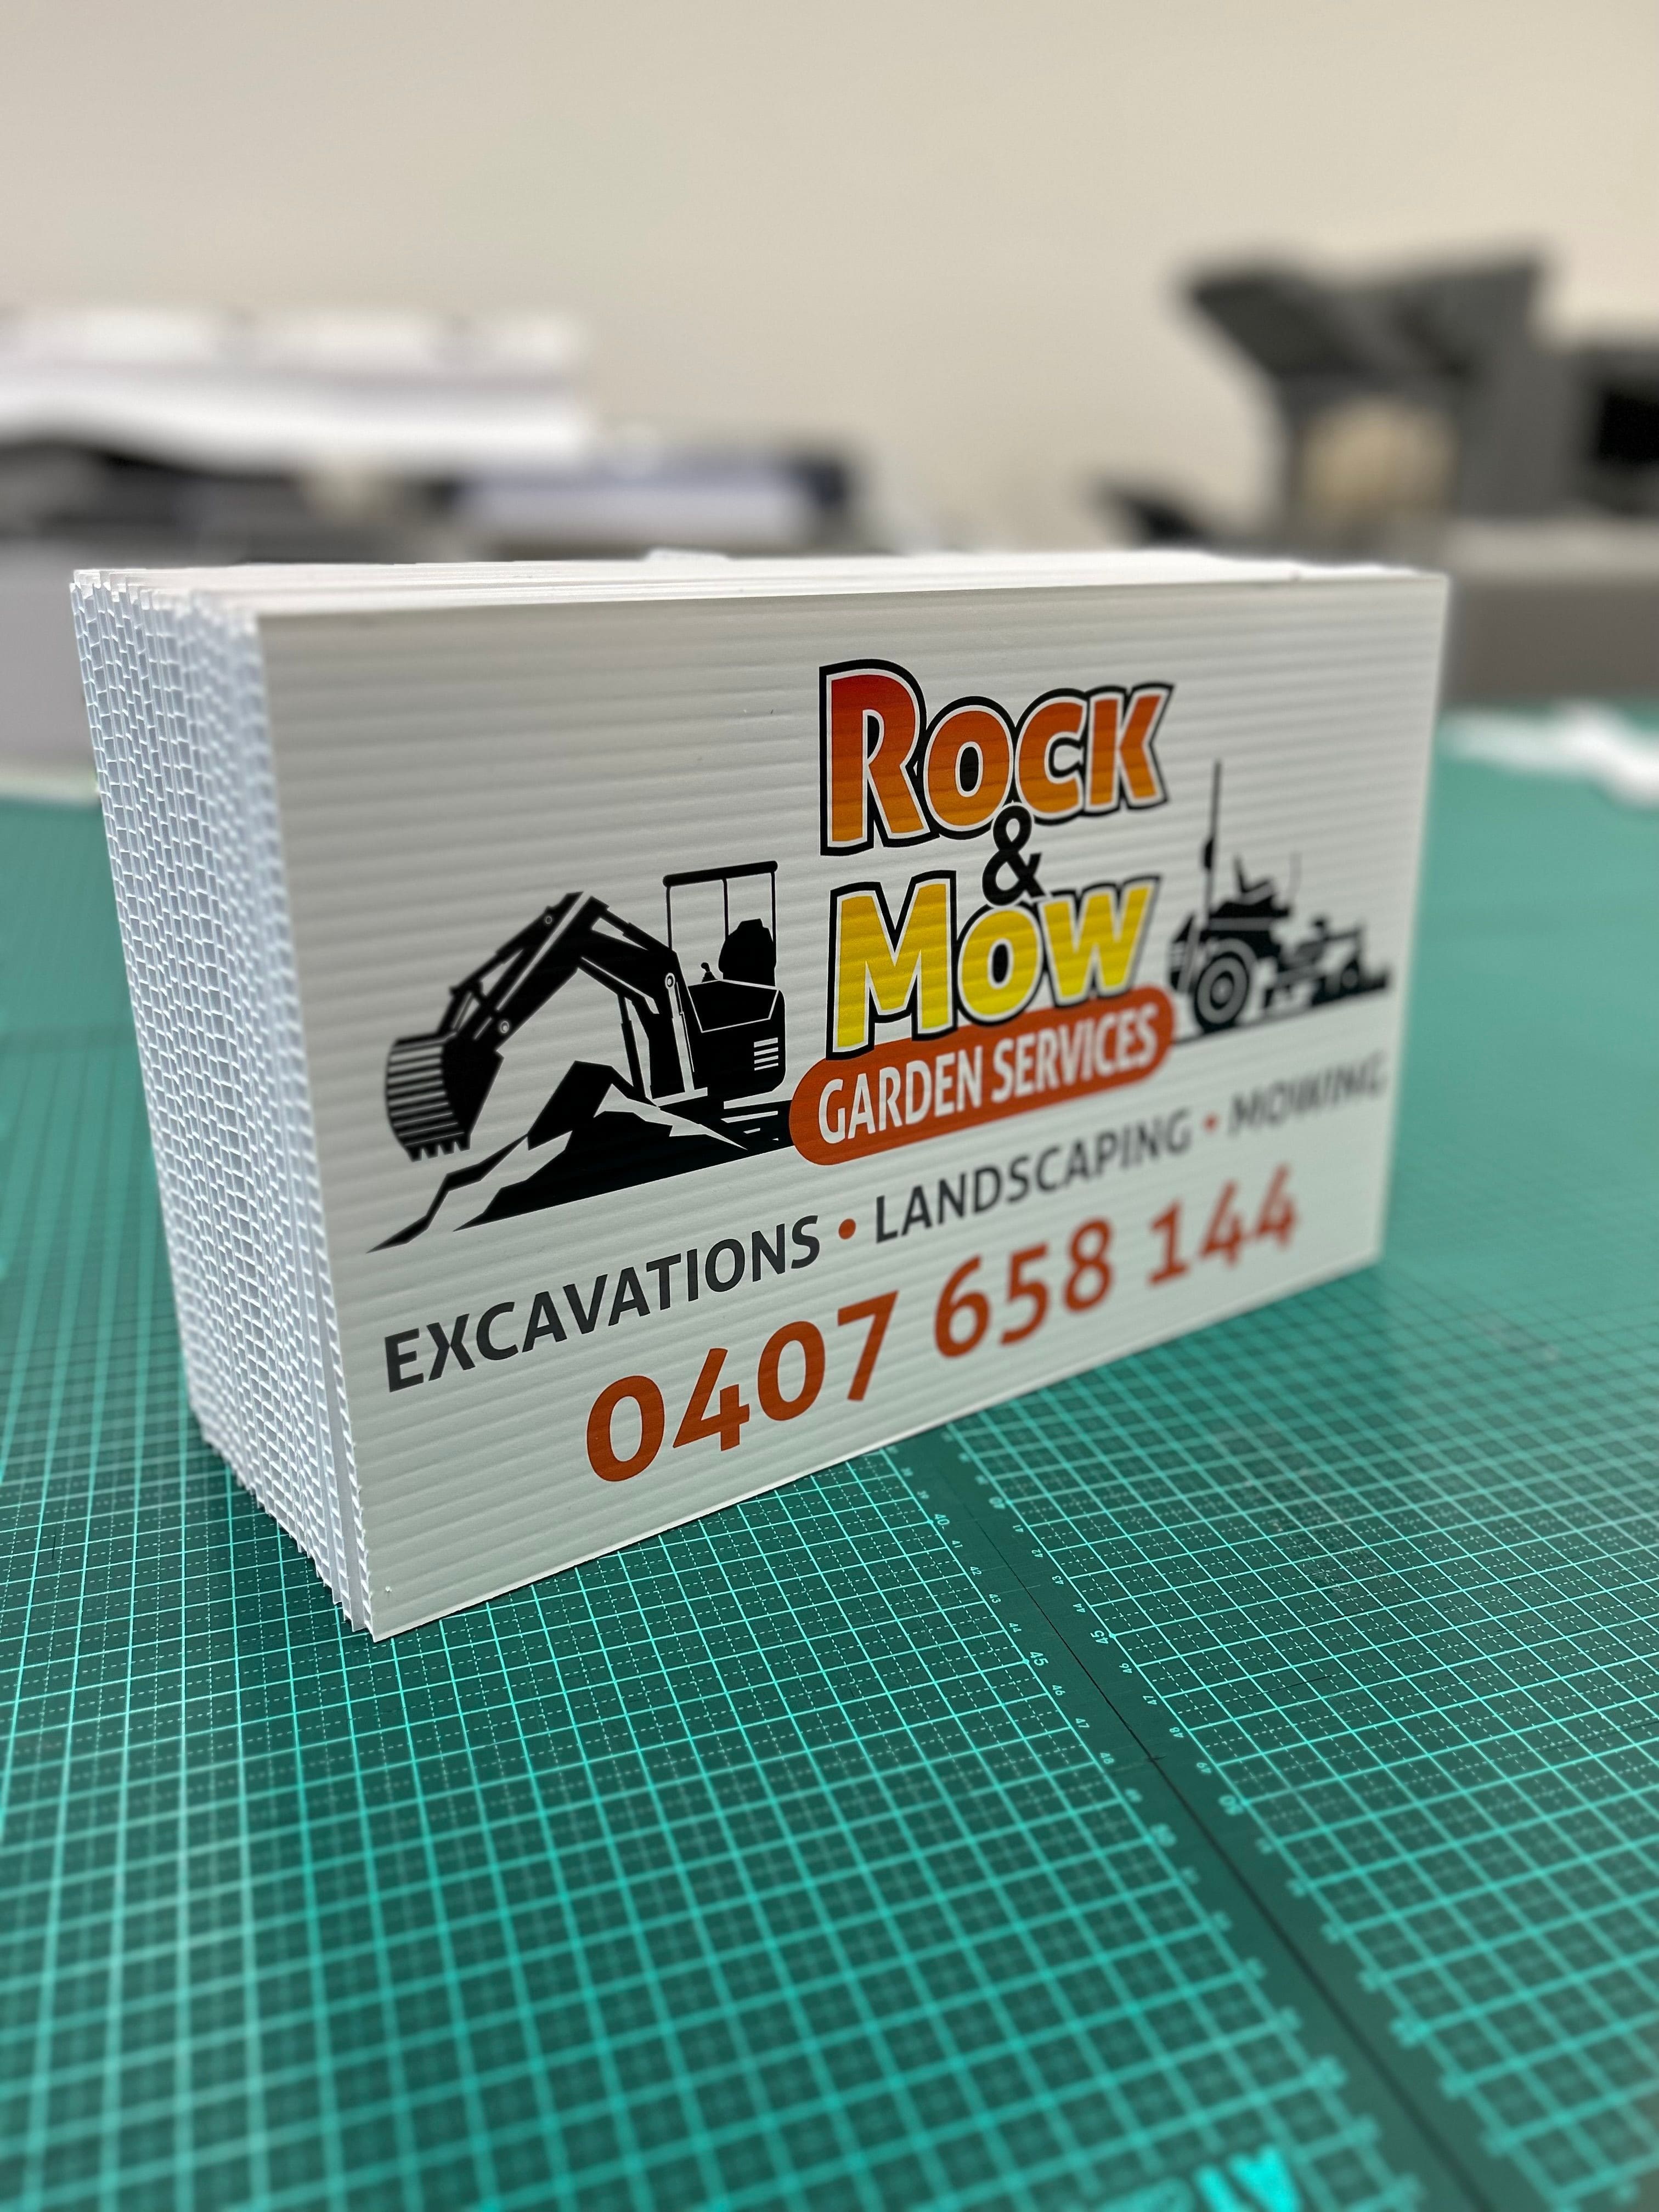 ROCK
&
MOW
GARDEN SERVICES
EXCAVATIONS • LANDSCAPING • MOWING
0407 658 144